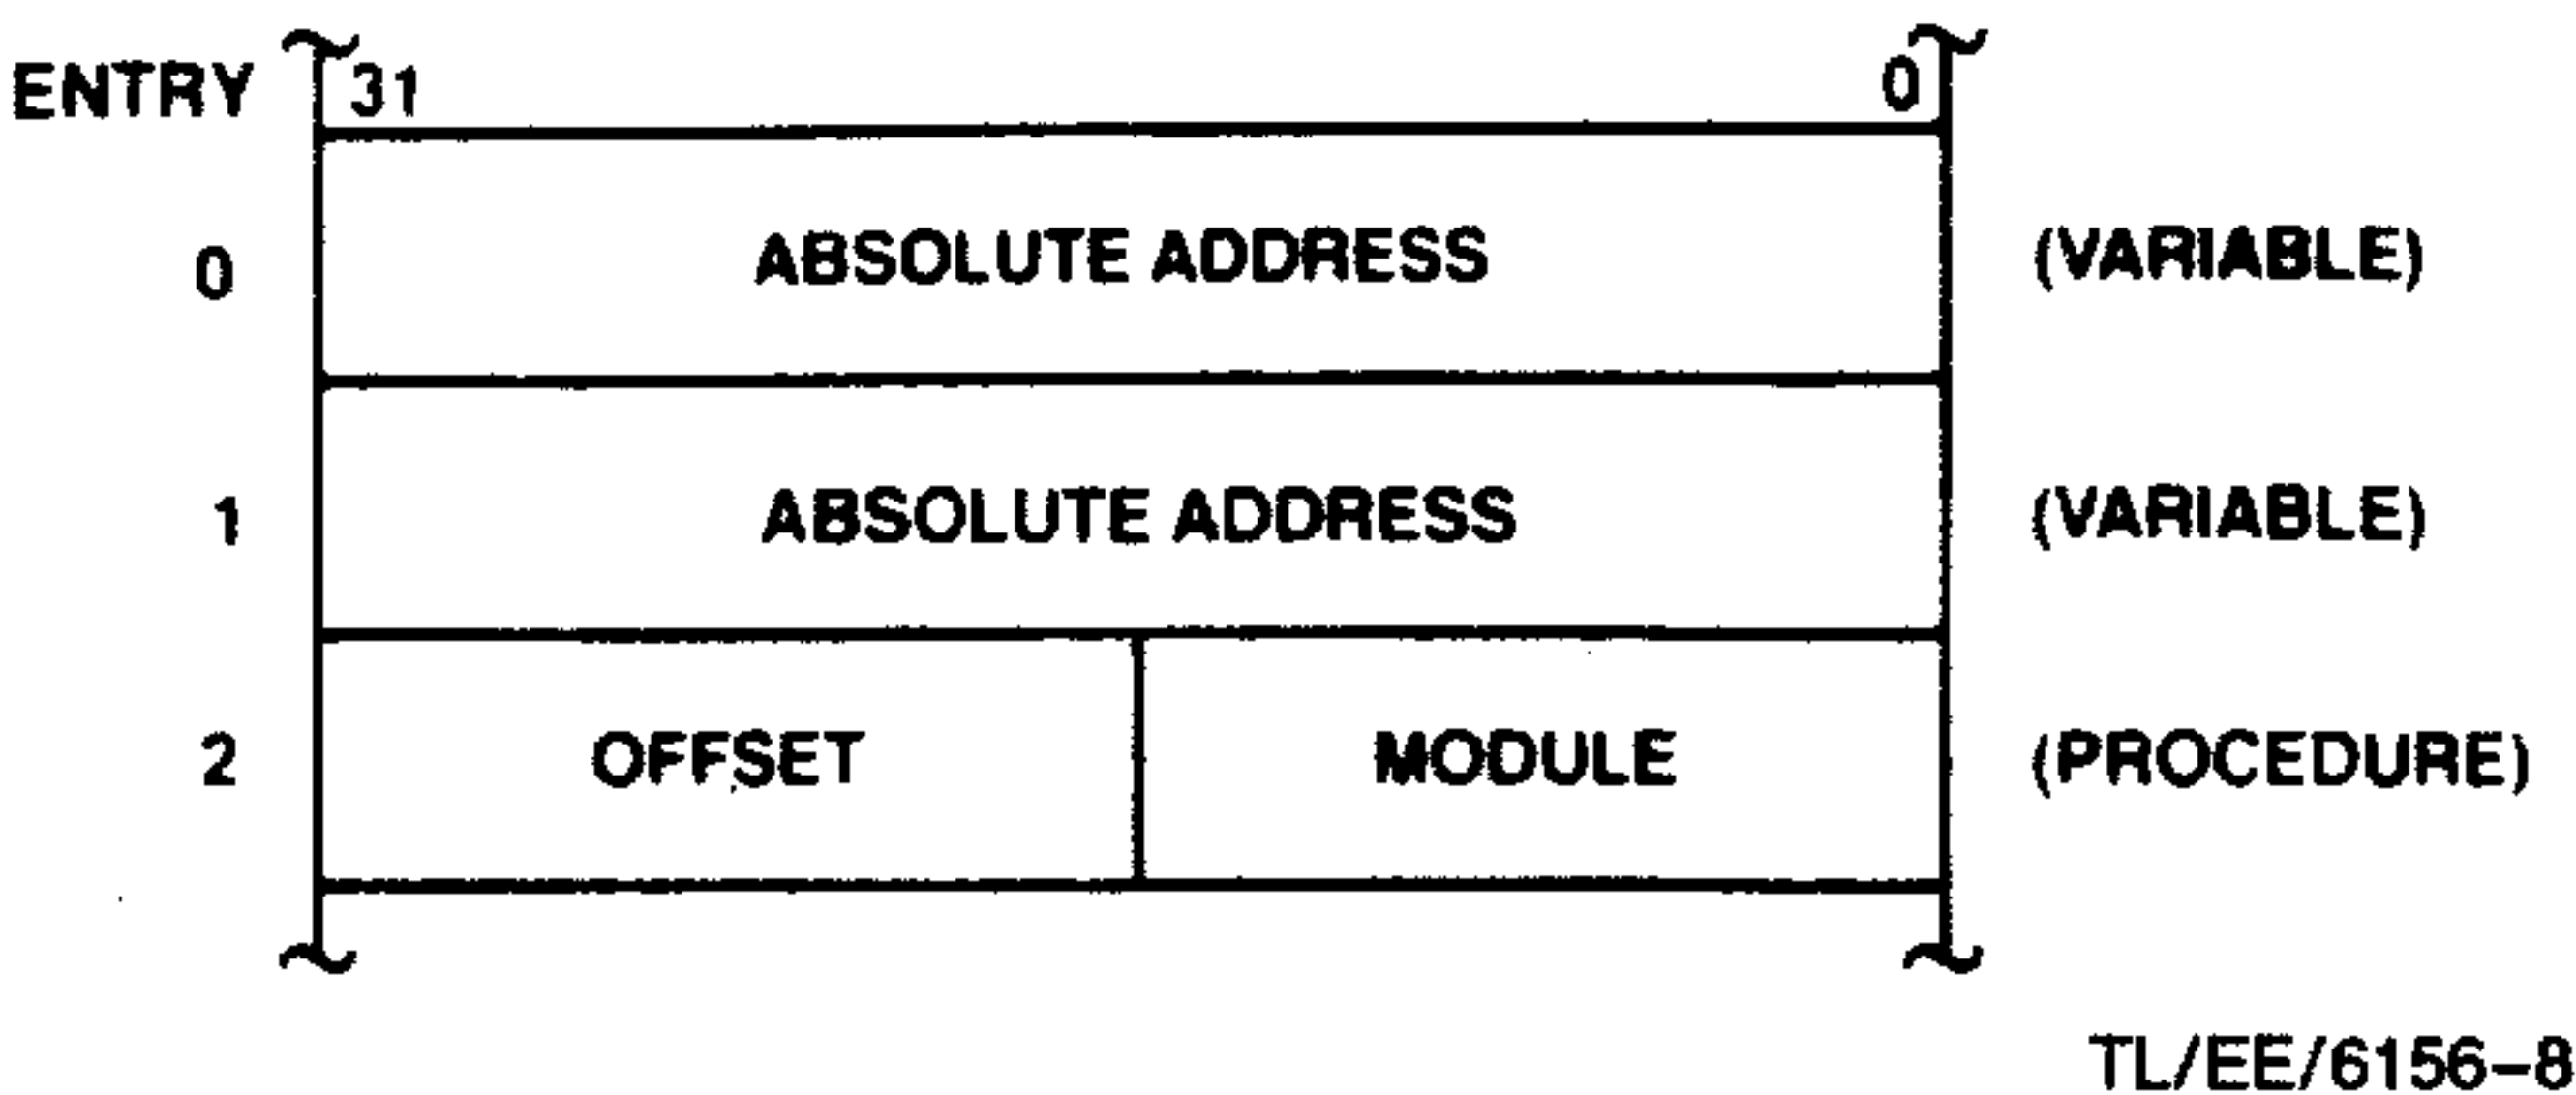 ENTRY 31 0
0 ABSOLUTE ADDRESS (VARIABLE)
1 ABSOLUTE ADDRESS (VARIABLE)
2 OFFSET MODULE (PROCEDURE)
TL/EE/6156–8